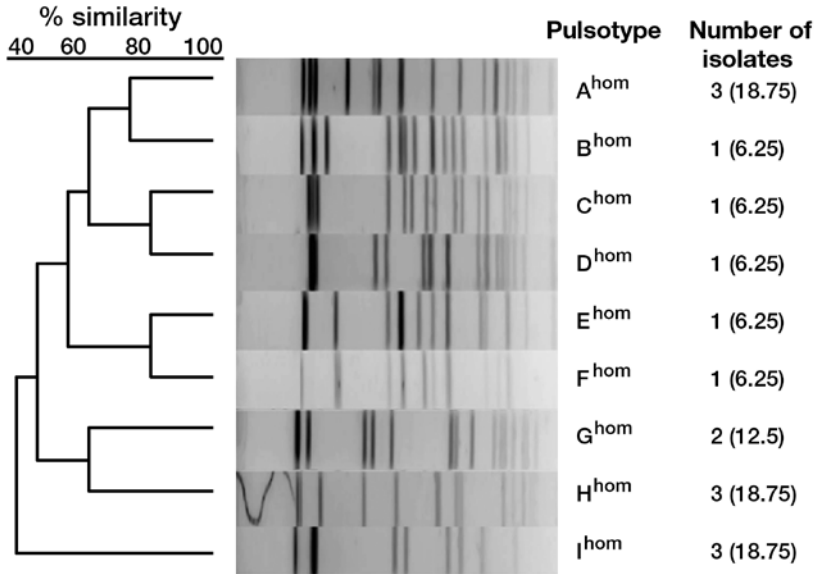 % similarity
40 60 80 100
Pulsotype
Number of
isolates
A^hom 3 (18.75)
B^hom 1 (6.25)
C^hom 1 (6.25)
D^hom 1 (6.25)
E^hom 1 (6.25)
F^hom 1 (6.25)
G^hom 2 (12.5)
H^hom 3 (18.75)
I^hom 3 (18.75)